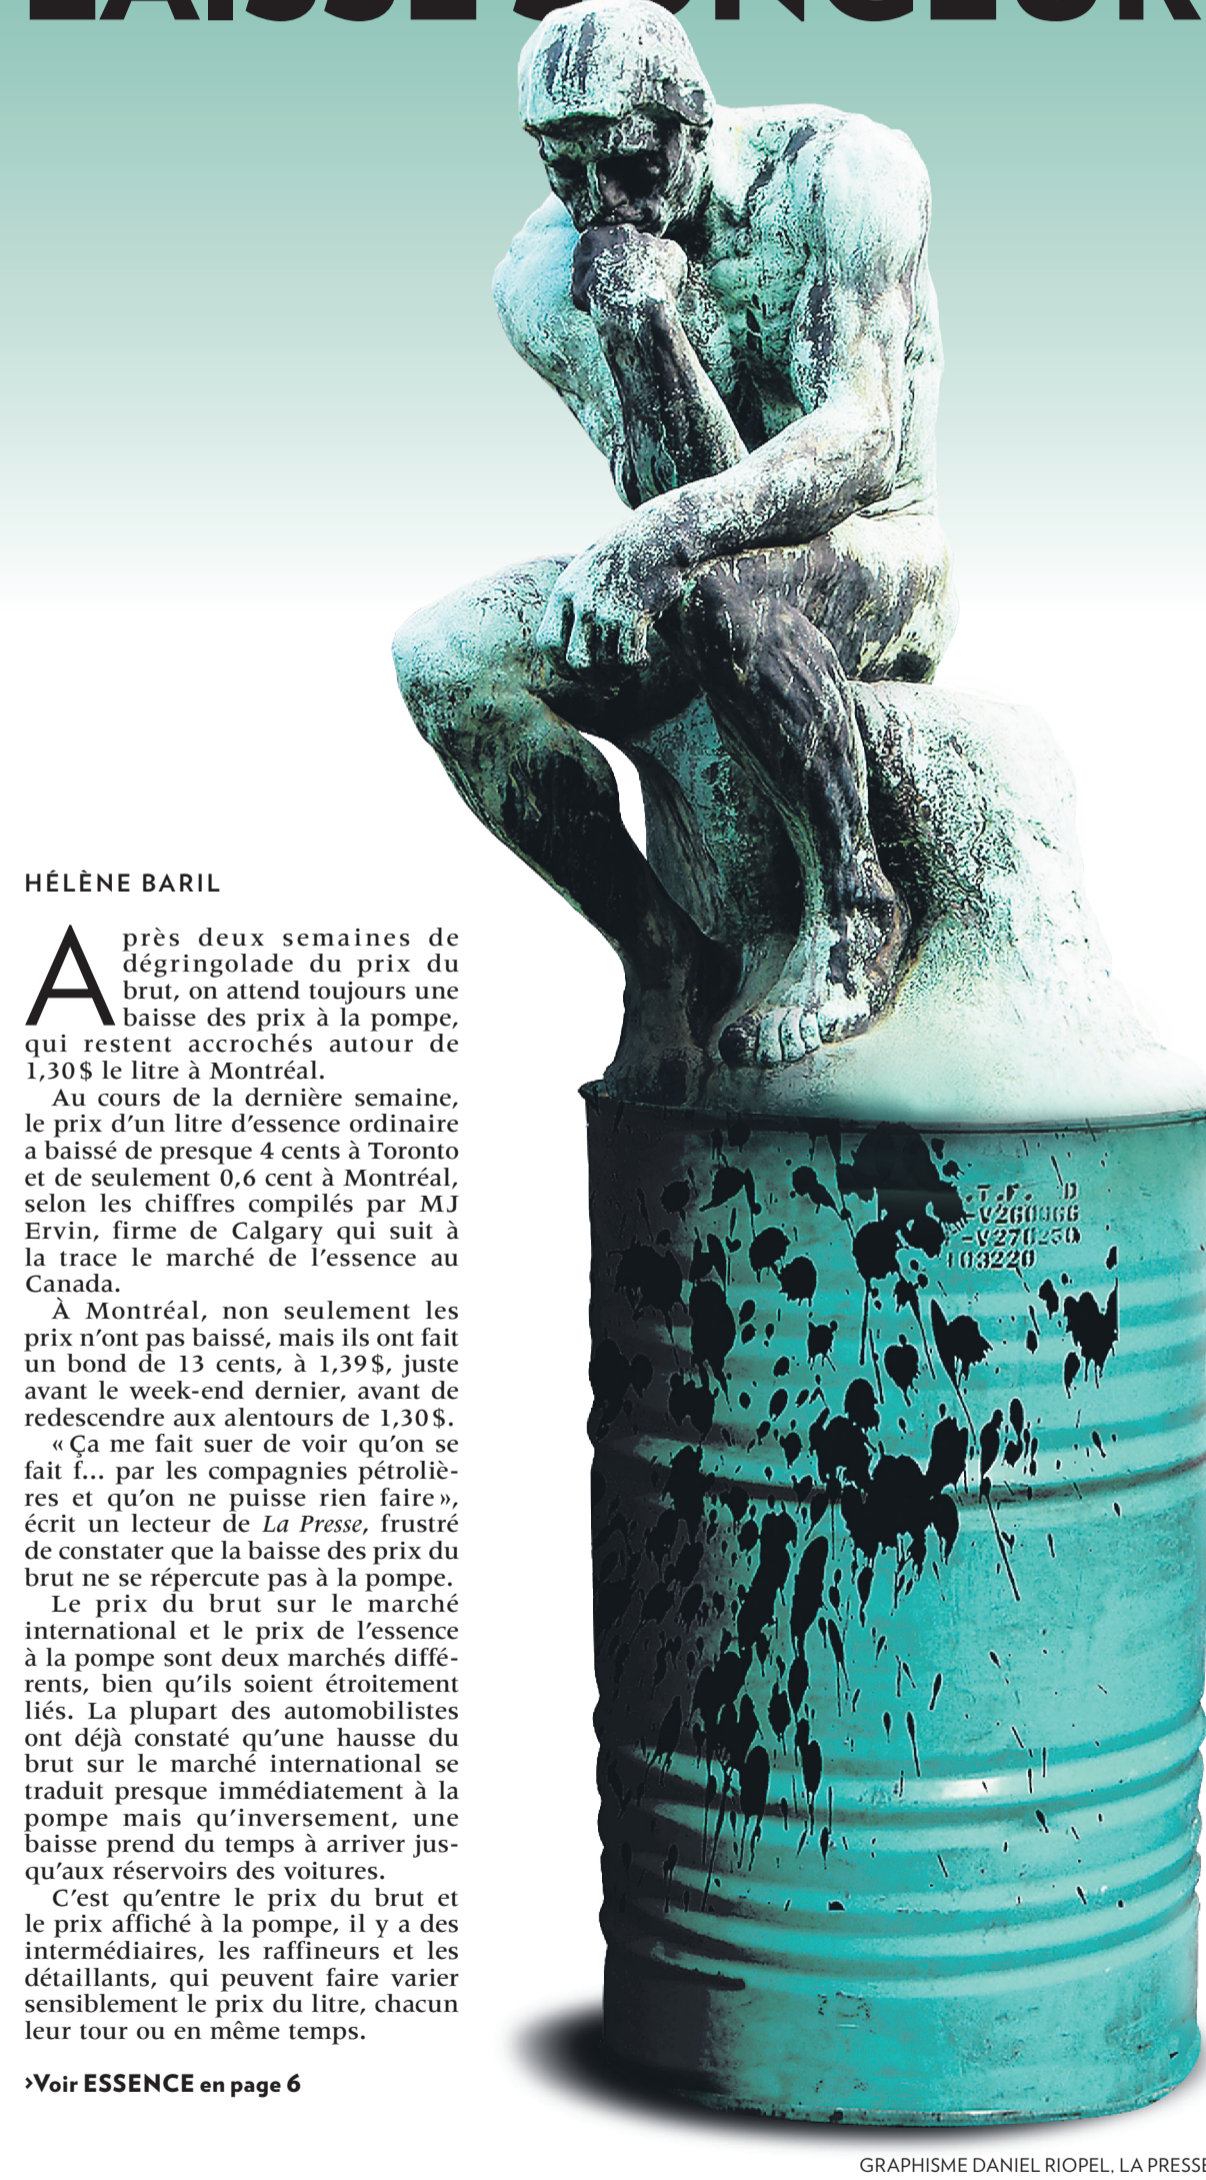 LAISSE SONGEUR
HÉLÈNE BARIL
Après deux semaines de
dégringolade du prix du
brut, on attend toujours une
baisse des prix à la pompe,
qui restent accrochés autour de
1,30$ le litre à Montréal.
Au cours de la dernière semaine,
le prix d’un litre d’essence ordinaire
a baissé de presque 4 cents à Toronto
et de seulement 0,6 cent à Montréal,
selon les chiffres compilés par MJ
Ervin, firme de Calgary qui suit à
la trace le marché de l’essence au
Canada.
À Montréal, non seulement les
prix n’ont pas baissé, mais ils ont fait
un bond de 13 cents, à 1,39$, juste
avant le week-end dernier, avant de
redescendre aux alentours de 1,30$.
« Ça me fait suer de voir qu’on se
fait f... par les compagnies pétroliè-
res et qu’on ne puisse rien faire »,
écrit un lecteur de La Presse, frustré
de constater que la baisse des prix du
brut ne se répercute pas à la pompe.
Le prix du brut sur le marché
international et le prix de l’essence
à la pompe sont deux marchés diffé-
rents, bien qu’ils soient étroitement
liés. La plupart des automobilistes
ont déjà constaté qu’une hausse du
brut sur le marché international se
traduit presque immédiatement à la
pompe mais qu’inversement, une
baisse prend du temps à arriver jus-
qu’aux réservoirs des voitures.
C’est qu’entre le prix du brut et
le prix affiché à la pompe, il y a des
intermédiaires, les raffineurs et les
détaillants, qui peuvent faire varier
sensiblement le prix du litre, chacun
leur tour ou en même temps.
›Voir ESSENCE en page 6
GRAPHISME DANIEL RIOPEL, LA PRESSE